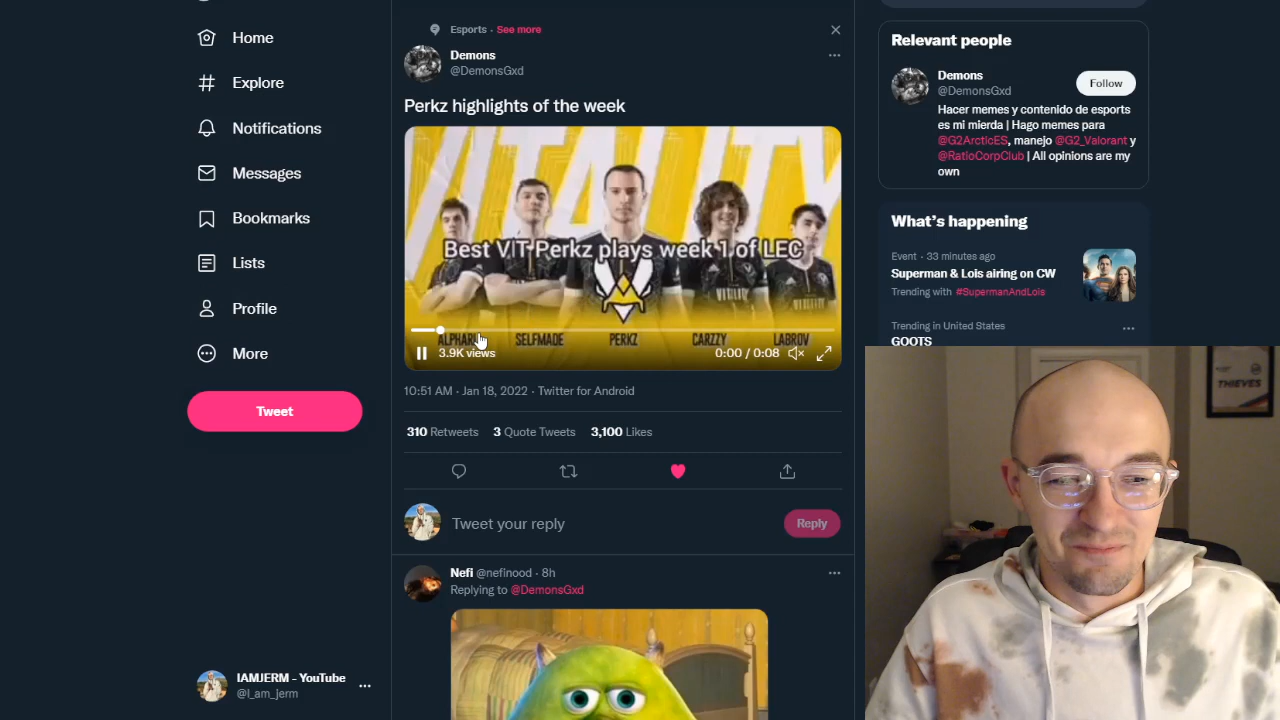 Home
Explore
Notifications
Messages
Bookmarks
Lists
Profile
More
Tweet
IAMJERM - YouTube
@I_am_Jerm
Esports · See more
Demons
@DemonsGxd
Perkz highlights of the week
VITALITY
Best VIT Perkz plays week 1 of LEC
SELFMADE PERKZ CARZZY LABROV
3.9K views 0:00 / 0:08
10:51 AM · Jan 18, 2022 · Twitter for Android
310 Retweets 3 Quote Tweets 3,100 Likes
Tweet your reply
Reply
Nefi @nefinood · 8h
Replying to @DemonsGxd
Relevant people
Demons
@DemonsGxd
Follow
Hacer memes y contenido de esports
es mi mierda | Hago memes para
@G2ArcticES, manejo @G2_Valorant y
@RatioCorpClub | All opinions are my
own
What's happening
Event · 33 minutes ago
Superman & Lois airing on CW
Trending with #SupermanAndLois
Trending in United States
GOOTS
THIEVES